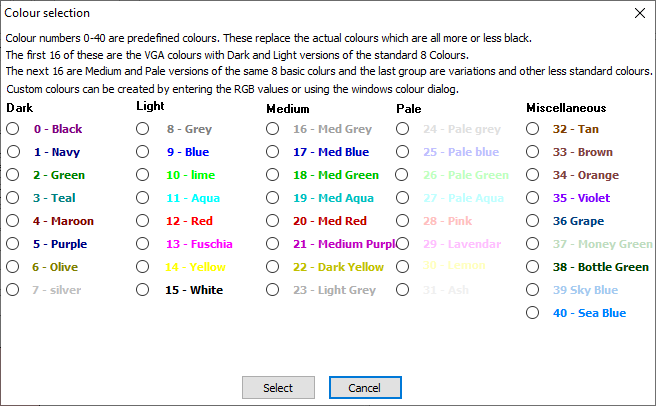 Colour selection
Colour numbers 0-40 are predefined colours. These replace the actual colours which are all more or less black.
The first 16 of these are the VGA colours with Dark and Light versions of the standard 8 Colours.
The next 16 are Medium and Pale versions of the same 8 basic colurs and the last group are variations and other less standard colours.
Custom colours can be created by entering the RGB values or using the windows colour dialog.
Dark
0 - Black
1 - Navy
2 - Green
3 - Teal
4 - Maroon
5 - Purple
6 - Olive
7 - silver
Light
8 - Grey
9 - Blue
10 - lime
11 - Aqua
12 - Red
13 - Fuschia
14 - Yellow
15 - White
Medium
16 - Med Grey
17 - Med Blue
18 - Med Green
19 - Med Aqua
20 - Med Red
21 - Medium Purpl
22 - Dark Yellow
23 - Light Grey
Pale
24 - Pale grey
25 - Pale blue
26 - Pale Green
27 - Pale Aqua
28 - Pink
29 - Lavendar
30 - Lemon
31 - Ash
Miscellaneous
32 - Tan
33 - Brown
34 - Orange
35 - Violet
36 Grape
37 - Money Green
38 - Bottle Green
39 Sky Blue
40 - Sea Blue
Select
Cancel